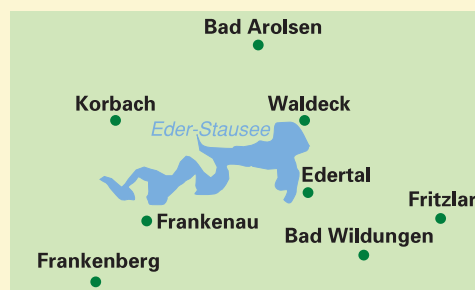 Bad Arolsen
Korbach
Waldeck
Eder-Stausee
Edertal
Fritzlar
Frankenau
Bad Wildungen
Frankenberg